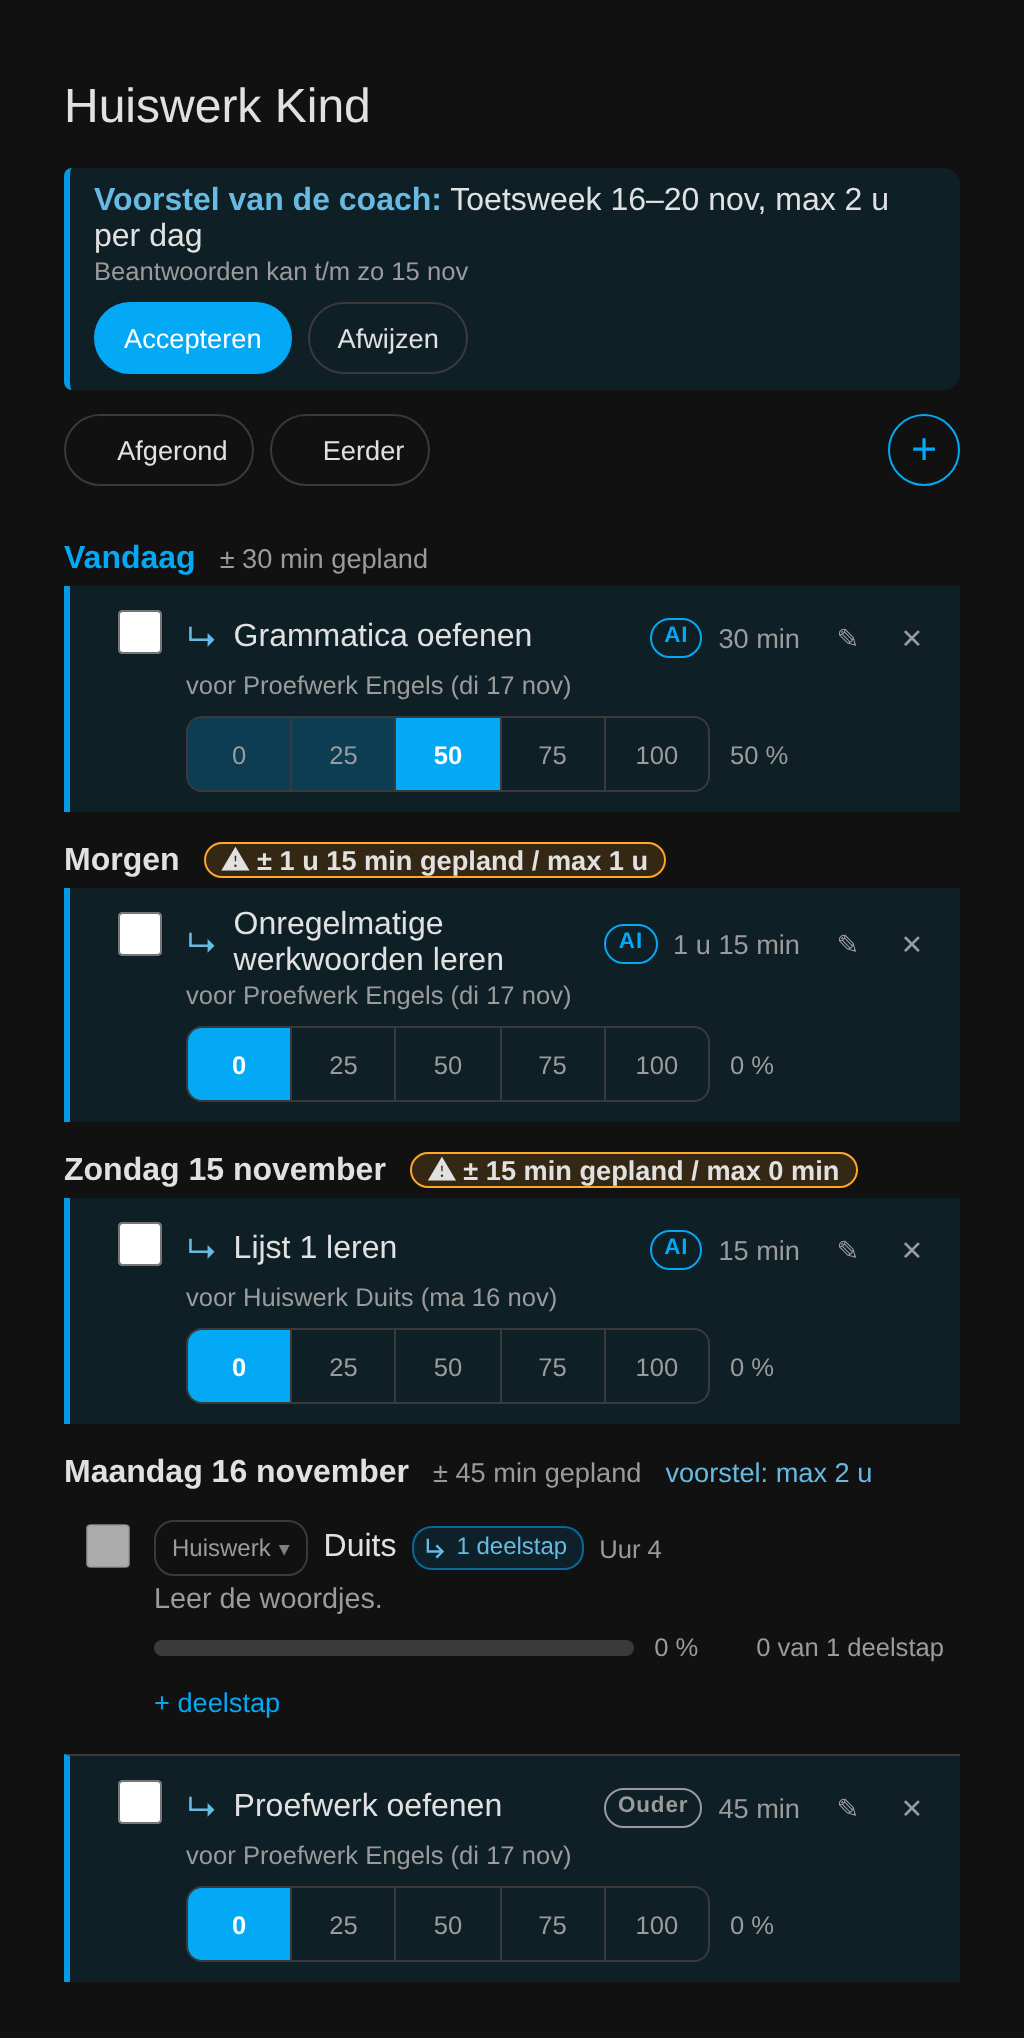 Huiswerk Kind
Voorstel van de coach: Toetsweek 16–20 nov, max 2 u
per dag
Beantwoorden kan t/m zo 15 nov
Accepteren Afwijzen
Afgerond Eerder +
Vandaag ± 30 min gepland
↳ Grammatica oefenen AI 30 min ✎ ✕
voor Proefwerk Engels (di 17 nov)
0 25 50 75 100 50 %
Morgen ⚠ ± 1 u 15 min gepland / max 1 u
↳ Onregelmatige
werkwoorden leren AI 1 u 15 min ✎ ✕
voor Proefwerk Engels (di 17 nov)
0 25 50 75 100 0 %
Zondag 15 november ⚠ ± 15 min gepland / max 0 min
↳ Lijst 1 leren AI 15 min ✎ ✕
voor Huiswerk Duits (ma 16 nov)
0 25 50 75 100 0 %
Maandag 16 november ± 45 min gepland voorstel: max 2 u
Huiswerk ▾ Duits ↳ 1 deelstap Uur 4
Leer de woordjes.
0 % 0 van 1 deelstap
+ deelstap
↳ Proefwerk oefenen Ouder 45 min ✎ ✕
voor Proefwerk Engels (di 17 nov)
0 25 50 75 100 0 %